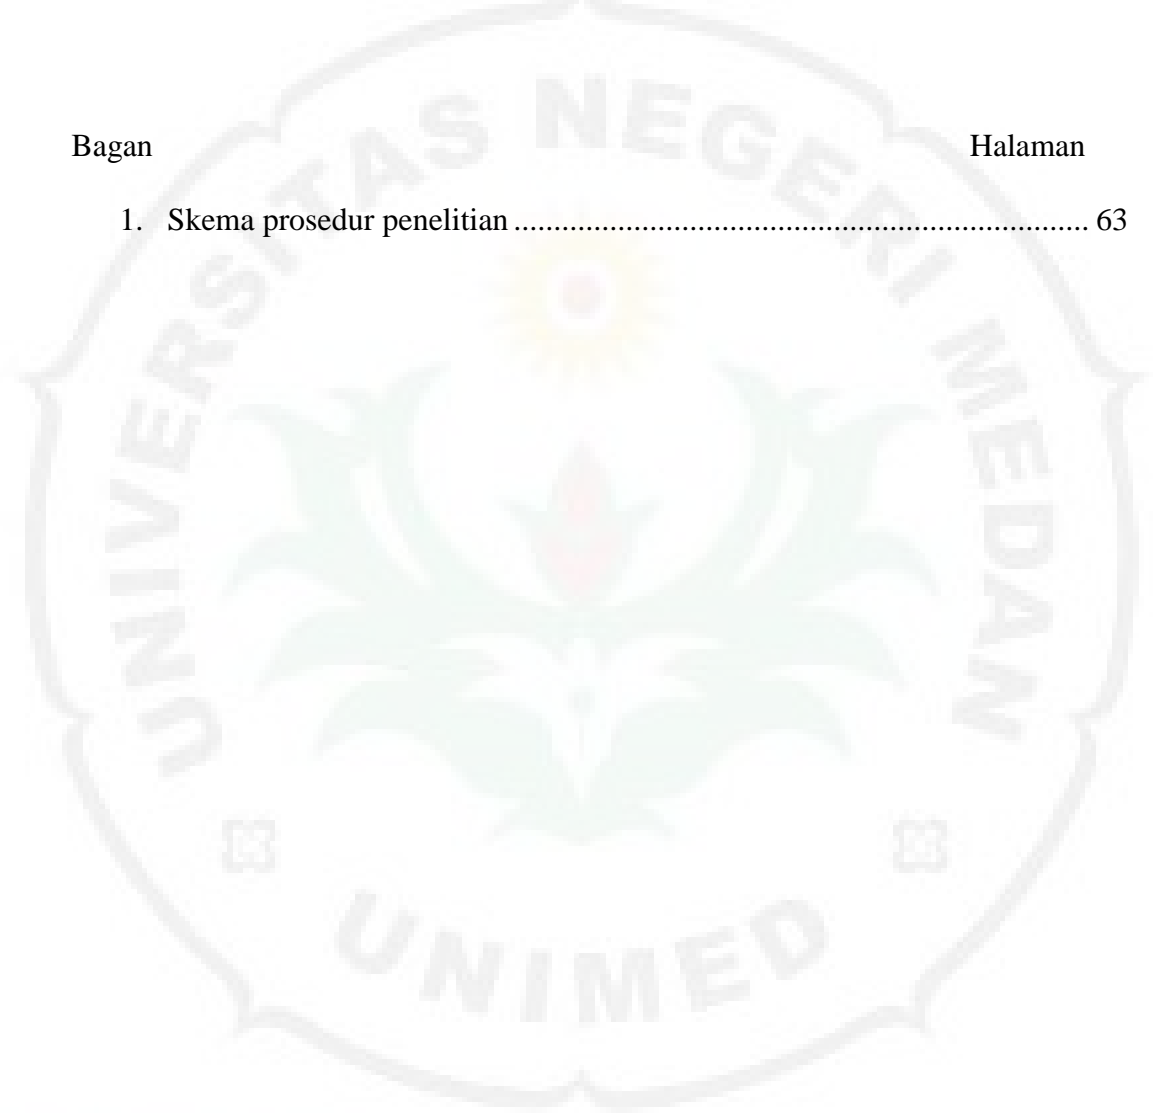 UNIVERSITAS NEGERI MEDAN
Bagan Halaman
1. Skema prosedur penelitian ........................................................................ 63
UNIMED